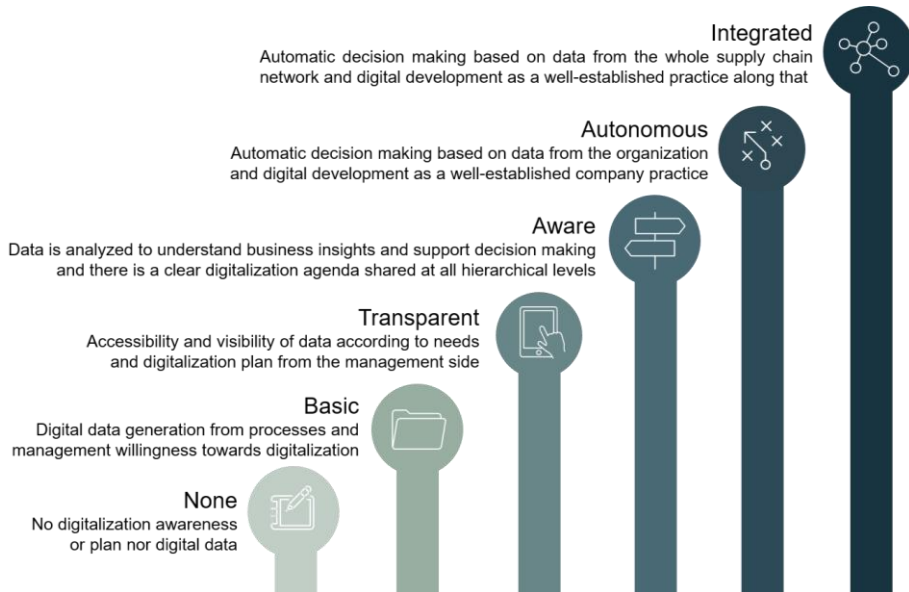 Integrated
Automatic decision making based on data from the whole supply chain
network and digital development as a well-established practice along that
Autonomous
Automatic decision making based on data from the organization
and digital development as a well-established company practice
Aware
Data is analyzed to understand business insights and support decision making
and there is a clear digitalization agenda shared at all hierarchical levels
Transparent
Accessibility and visibility of data according to needs
and digitalization plan from the management side
Basic
Digital data generation from processes and
management willingness towards digitalization
None
No digitalization awareness
or plan nor digital data